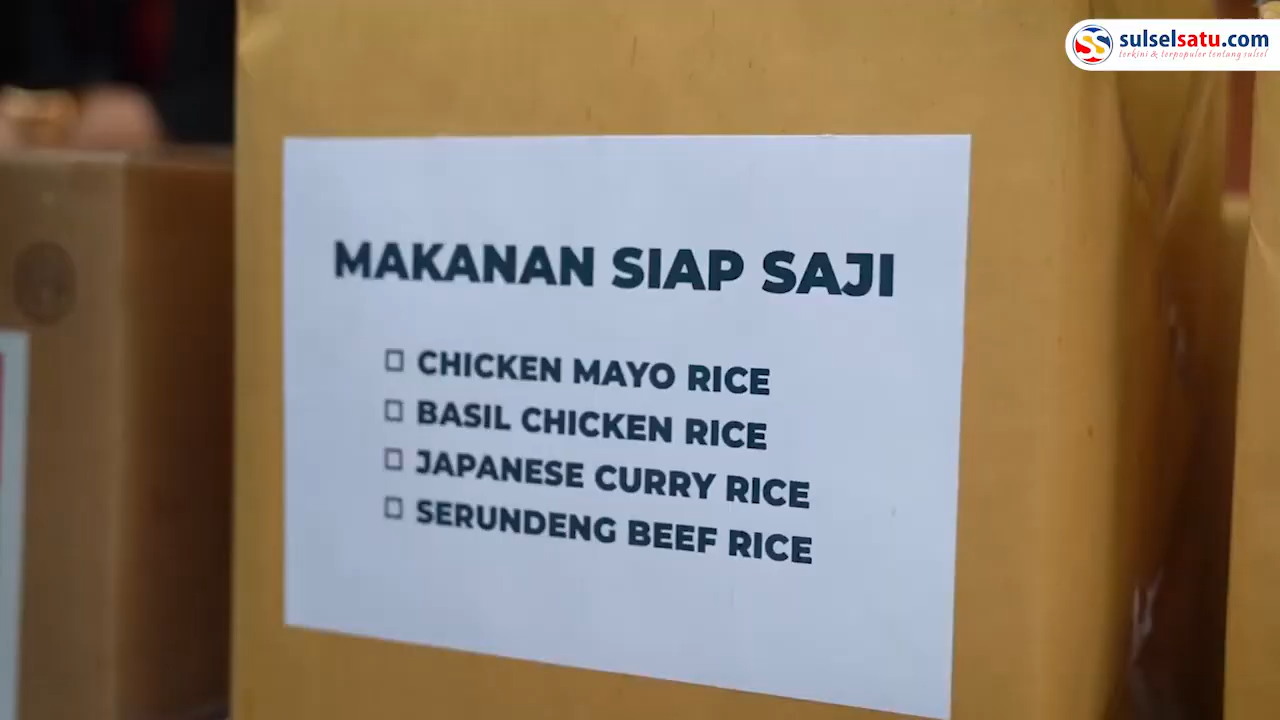 sulselsatu.com
terkini & terpopuler tentang sulsel
MAKANAN SIAP SAJI
CHICKEN MAYO RICE
BASIL CHICKEN RICE
JAPANESE CURRY RICE
SERUNDENG BEEF RICE